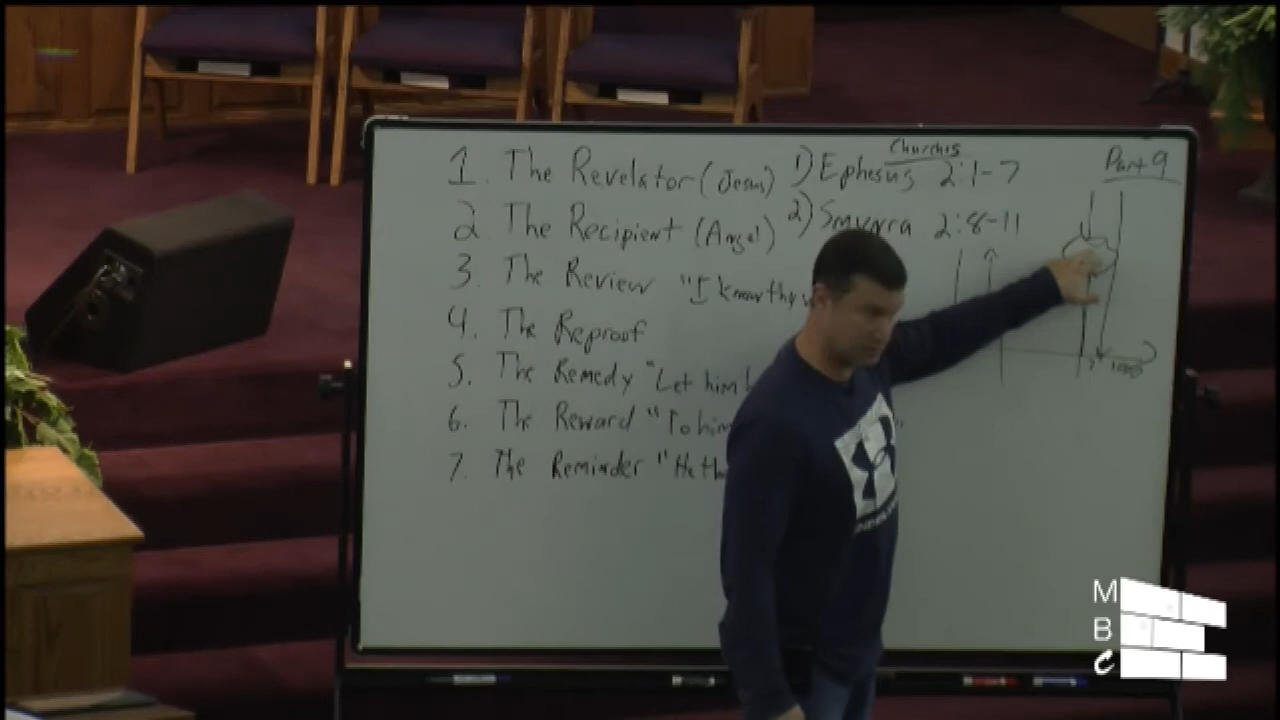 Churches
Part 9
1. The Revelator (Jesus) 1) Ephesus 2:1-7
2. The Recipient (Angel) 2) Smyrna 2:8-11
3. The Review "I know thy
4. The Reproof
5. The Remedy "Let him
6. The Reward "To him "
7. The Reminder "He th
7 1000
M
B
C